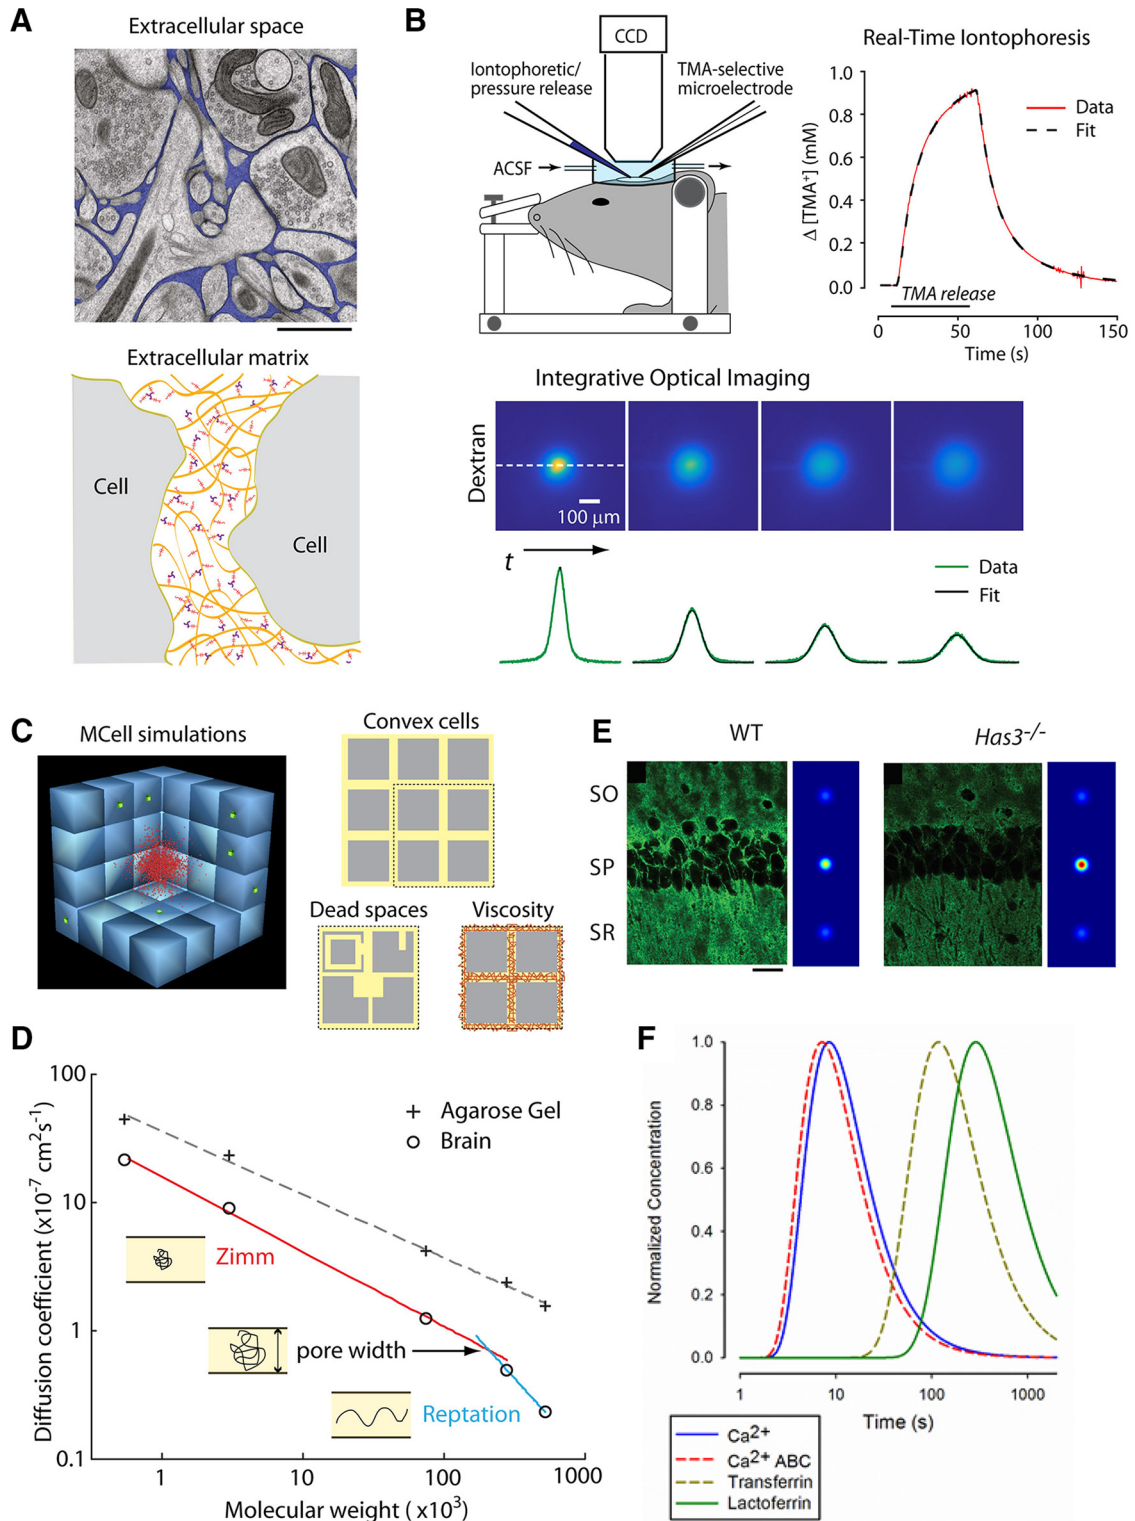 A
Extracellular space
Extracellular matrix
Cell
Cell
B
CCD
Iontophoretic/
pressure release
TMA-selective
microelectrode
ACSF
Real-Time Iontophoresis
Δ [TMA⁺] (mM)
1.0
0.8
0.6
0.4
0.2
0.0
Data
Fit
TMA release
0
50
100
150
Time (s)
Integrative Optical Imaging
Dextran
100 μm
t
Data
Fit
C
MCell simulations
Convex cells
Dead spaces
Viscosity
E
WT
Has3⁻/⁻
SO
SP
SR
D
Diffusion coefficient (x10⁻⁷ cm²s⁻¹)
100
10
1
0.1
Agarose Gel
Brain
Zimm
pore width
Reptation
1
10
100
1000
Molecular weight ( x10³)
F
Normalized Concentration
1.0
0.8
0.6
0.4
0.2
0.0
1
10
100
1000
Time (s)
Ca²⁺
Ca²⁺ ABC
Transferrin
Lactoferrin